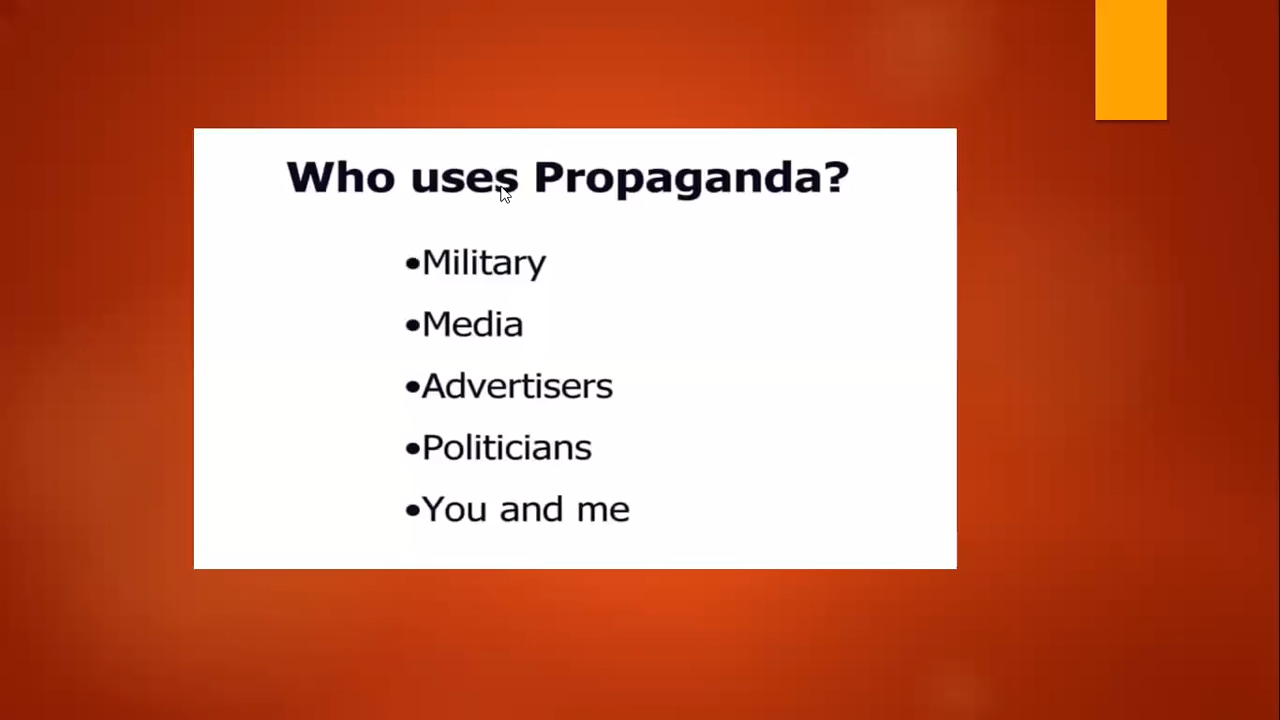 Who uses Propaganda?
•Military
•Media
•Advertisers
•Politicians
•You and me